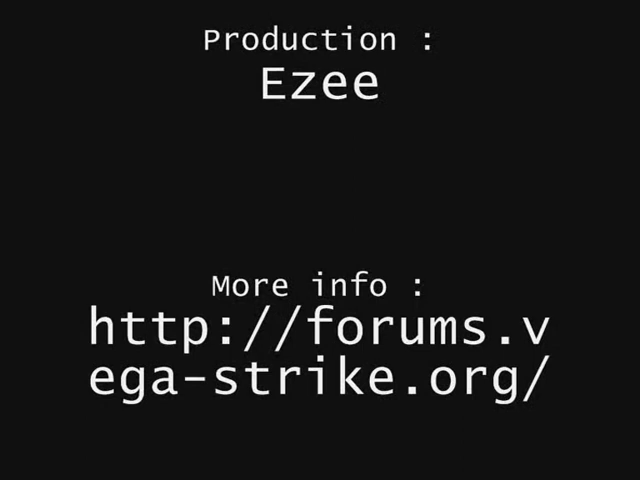 Production :
Ezee
More info :
http://forums.v
ega-strike.org/